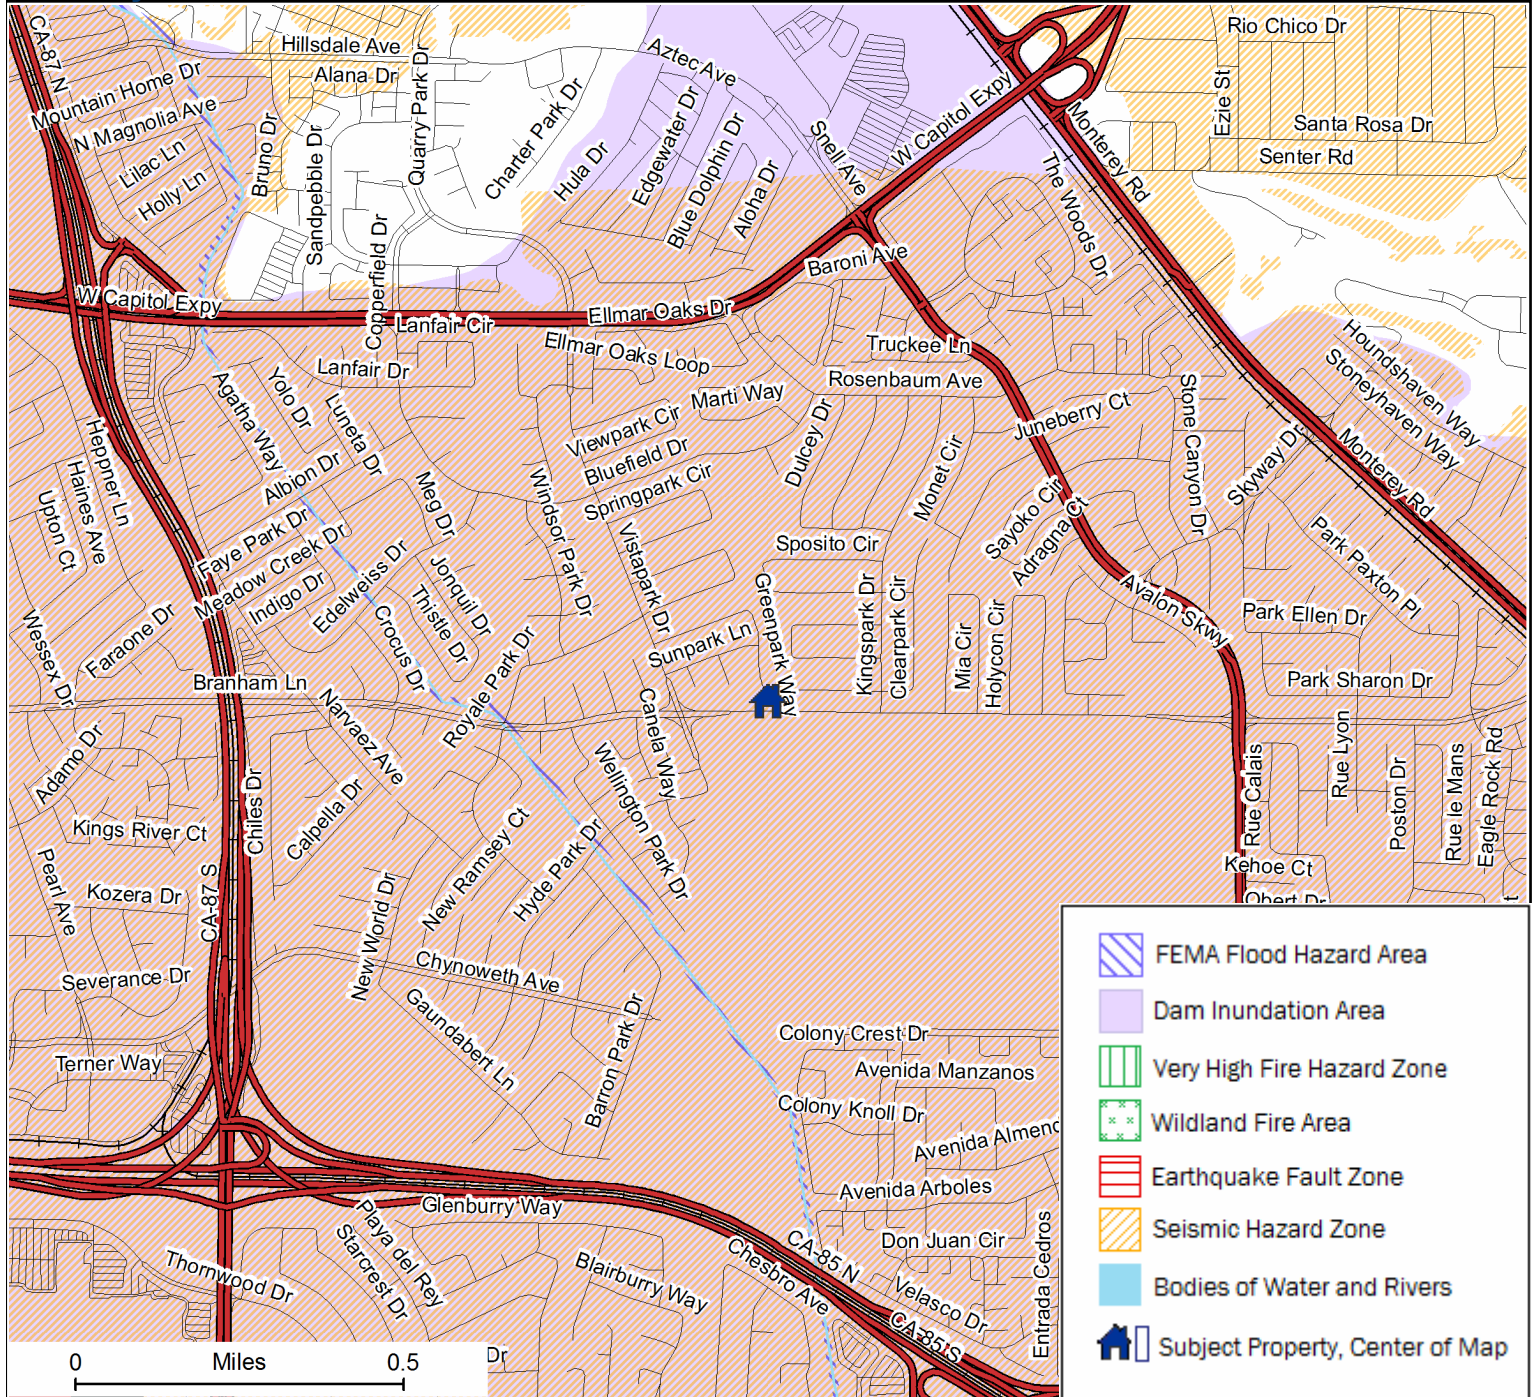 CA-87 N
Hillsdale Ave
Alana Dr
Mountain Home Dr
N Magnolia Ave
Lilac Ln
Holly Ln
Bruno Dr
Sandpebble Dr
Quarry Park Dr
Charter Park Dr
Copperfield Dr
Aztec Ave
Hula Dr
Edgewater Dr
Blue Dolphin Dr
Aloha Dr
Snell Ave
W Capitol Expy
Monterey Rd
The Woods Dr
Rio Chico Dr
Ezie St
Santa Rosa Dr
Senter Rd
W Capitol Expy
Lanfair Cir
Ellmar Oaks Dr
Baroni Ave
Ellmar Oaks Loop
Lanfair Dr
Truckee Ln
Rosenbaum Ave
Marti Way
Juneberry Ct
Houndshaven Way
Stoneyhaven Way
Agatha Way
Yolo Dr
Luneta Dr
Albion Dr
Meg Dr
Viewpark Cir
Bluefield Dr
Springpark Cir
Dulcey Dr
Monet Cir
Stone Canyon Dr
Skyway Dr
Monterey Rd
Heppner Ln
Haines Ave
Upton Ct
Faye Park Dr
Meadow Creek Dr
Indigo Dr
Edelweiss Dr
Jonquil Dr
Thistle Dr
Crocus Dr
Windsor Park Dr
Vistapark Dr
Sposito Cir
Sayoko Cir
Adragna Ct
Park Paxton Pl
Avalon Skwy
Park Ellen Dr
Wessex Dr
Faraone Dr
Branham Ln
Narvaez Ave
Royale Park Dr
Sunpark Ln
Greenpark Way
Kingspark Dr
Clearpark Cir
Mia Cir
Holycon Cir
Park Sharon Dr
Adamo Dr
Canela Way
Wellington Park Dr
Rue Calais
Rue Lyon
Poston Dr
Rue le Mans
Eagle Rock Rd
Chiles Dr
Calpella Dr
Kings River Ct
Pearl Ave
Kozera Dr
CA-87 S
New Ramsey Ct
Hyde Park Dr
New World Dr
Kehoe Ct
Obert Dr
t
Severance Dr
Chynoweth Ave
Gaundabert Ln
Barron Park Dr
Terner Way
Colony Crest Dr
Avenida Manzanos
Colony Knoll Dr
Avenida Almend
Avenida Arboles
Glenburry Way
Playa del Rey
Starcrest Dr
Thornwood Dr
Blairburry Way
Chesbro Ave
CA-85 N
Don Juan Cir
Velasco Dr
CA-85 S
Entrada Cedros
Dr
0 Miles 0.5
FEMA Flood Hazard Area
Dam Inundation Area
Very High Fire Hazard Zone
Wildland Fire Area
Earthquake Fault Zone
Seismic Hazard Zone
Bodies of Water and Rivers
Subject Property, Center of Map